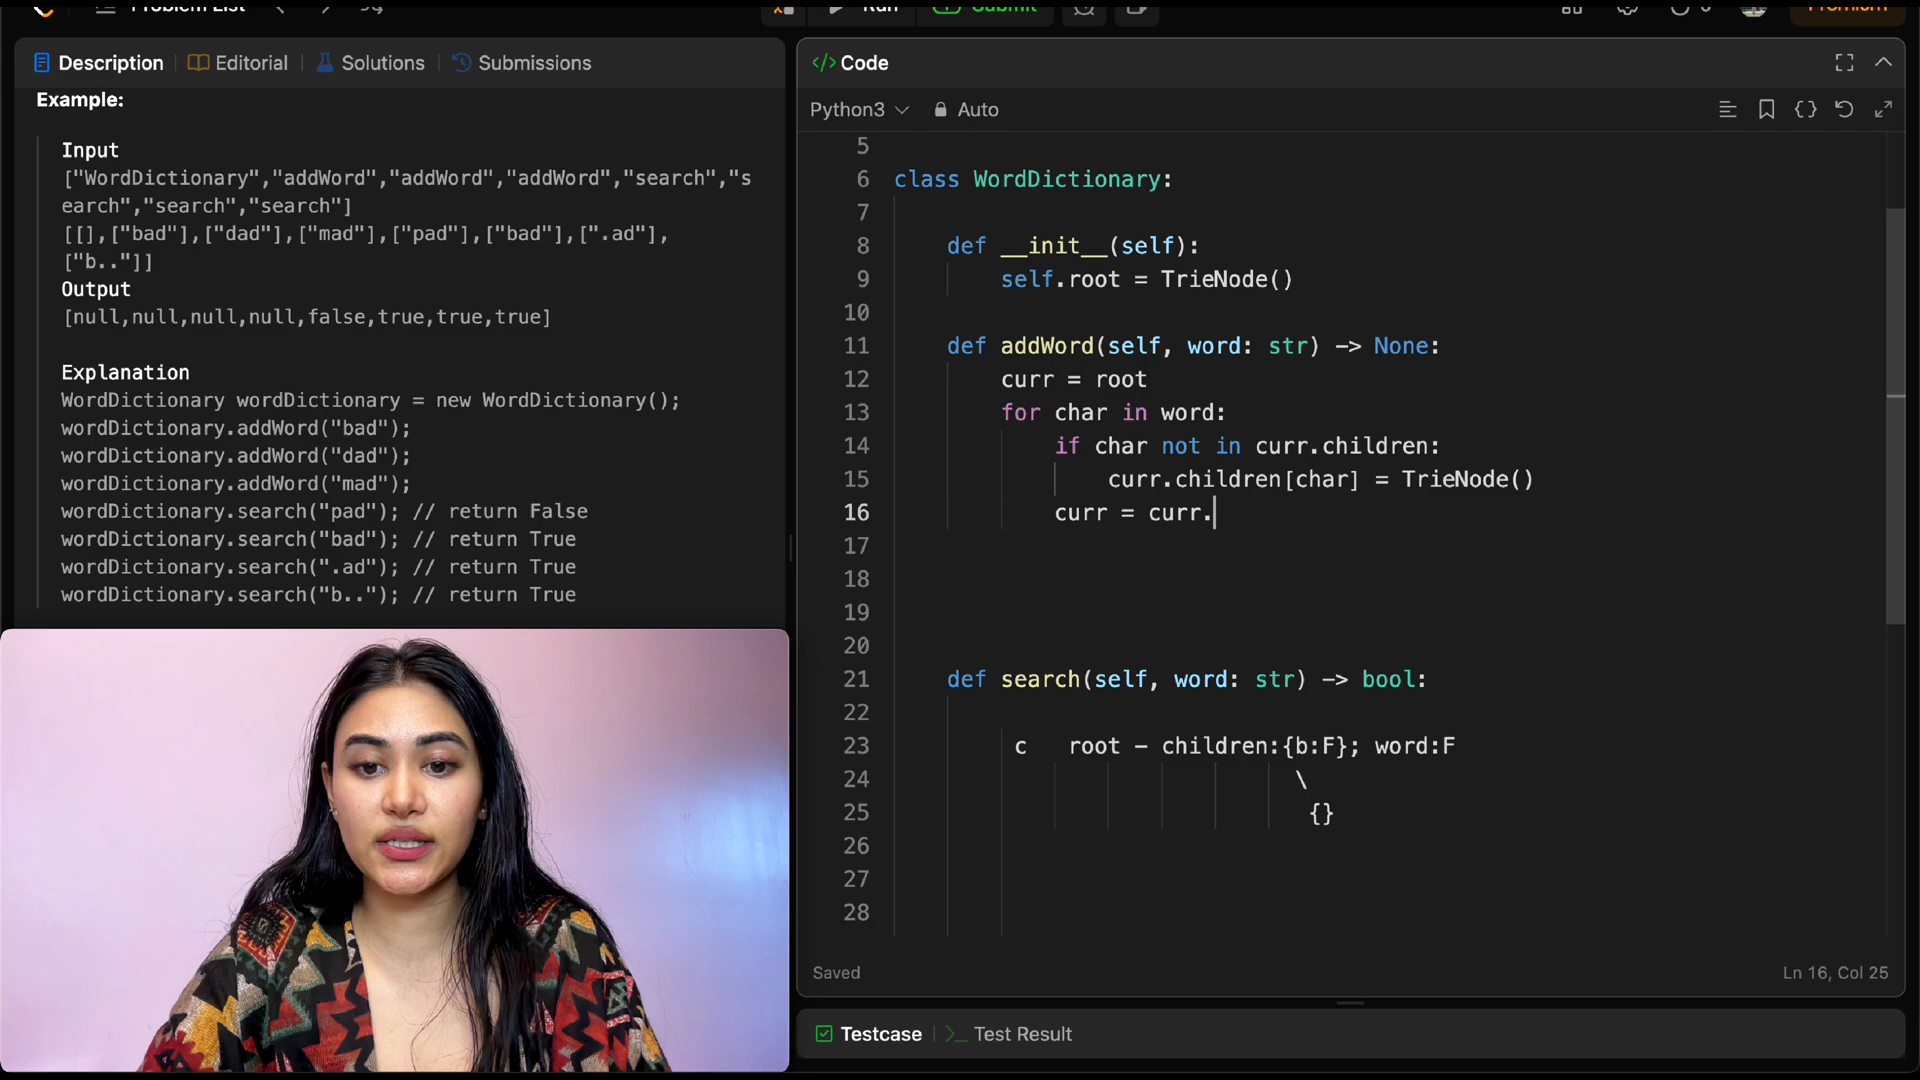 Problem List
Run
Submit
Premium
Description
Editorial
Solutions
Submissions
Example:
Input
["WordDictionary","addWord","addWord","addWord","search","s
earch","search","search"]
[[],["bad"],["dad"],["mad"],["pad"],["bad"],[".ad"],
["b.."]]
Output
[null,null,null,null,false,true,true,true]
Explanation
WordDictionary wordDictionary = new WordDictionary();
wordDictionary.addWord("bad");
wordDictionary.addWord("dad");
wordDictionary.addWord("mad");
wordDictionary.search("pad"); // return False
wordDictionary.search("bad"); // return True
wordDictionary.search(".ad"); // return True
wordDictionary.search("b.."); // return True
</> Code
Python3
Auto
5
6 class WordDictionary:
7
8 def __init__(self):
9 self.root = TrieNode()
10
11 def addWord(self, word: str) -> None:
12 curr = root
13 for char in word:
14 if char not in curr.children:
15 curr.children[char] = TrieNode()
16 curr = curr.
17
18
19
20
21 def search(self, word: str) -> bool:
22
23 c root - children:{b:F}; word:F
24 \
25 {}
26
27
28
Saved
Ln 16, Col 25
Testcase
>_ Test Result